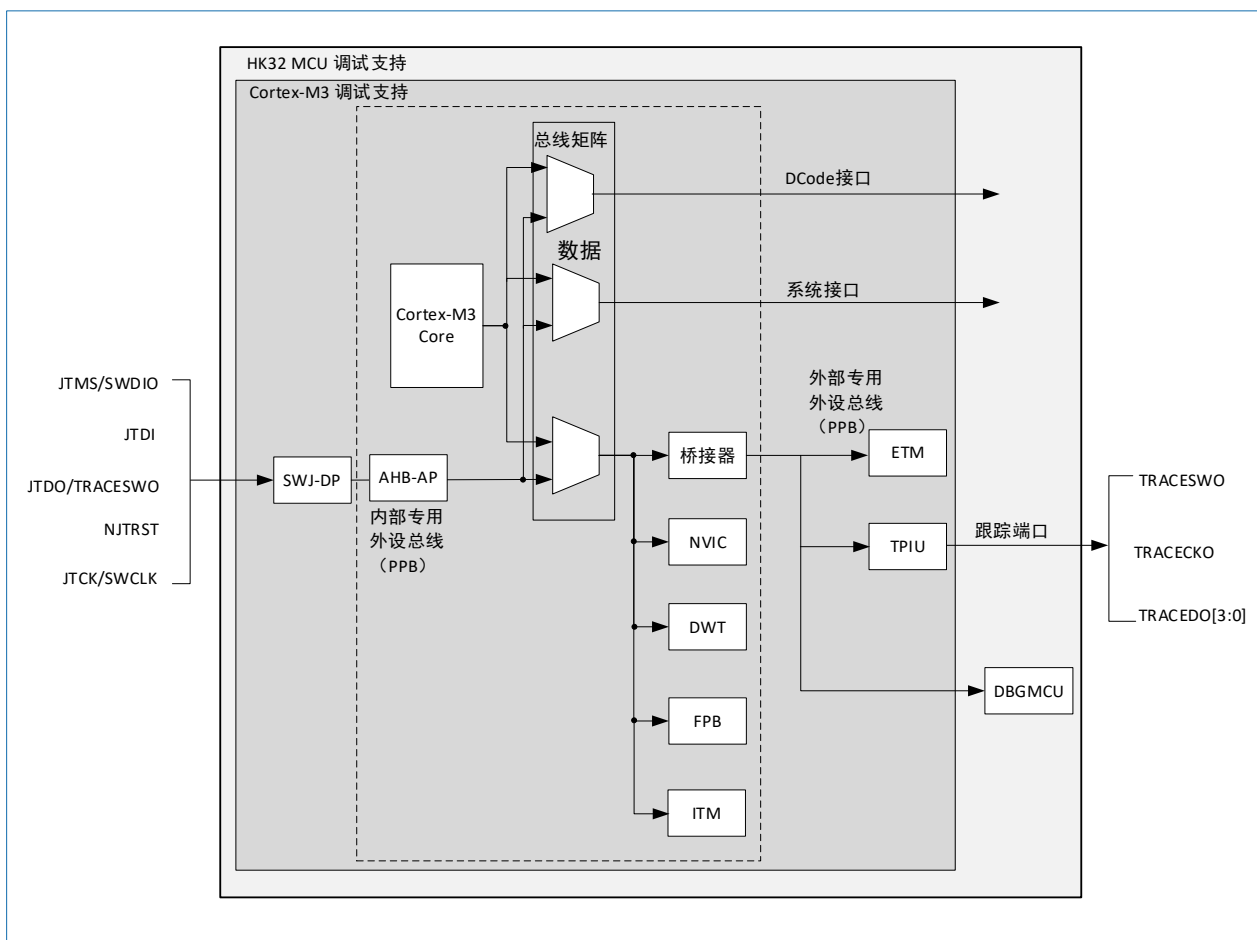 HK32 MCU 调试支持
Cortex-M3 调试支持
总线矩阵
DCode接口
数据
系统接口
Cortex-M3
Core
JTMS/SWDIO
JTDI
JTDO/TRACESWO
NJTRST
JTCK/SWCLK
SWJ-DP
AHB-AP
内部专用
外设总线
（PPB）
桥接器
NVIC
DWT
FPB
ITM
外部专用
外设总线
（PPB）
ETM
TPIU
跟踪端口
DBGMCU
TRACESWO
TRACECKO
TRACEDO[3:0]